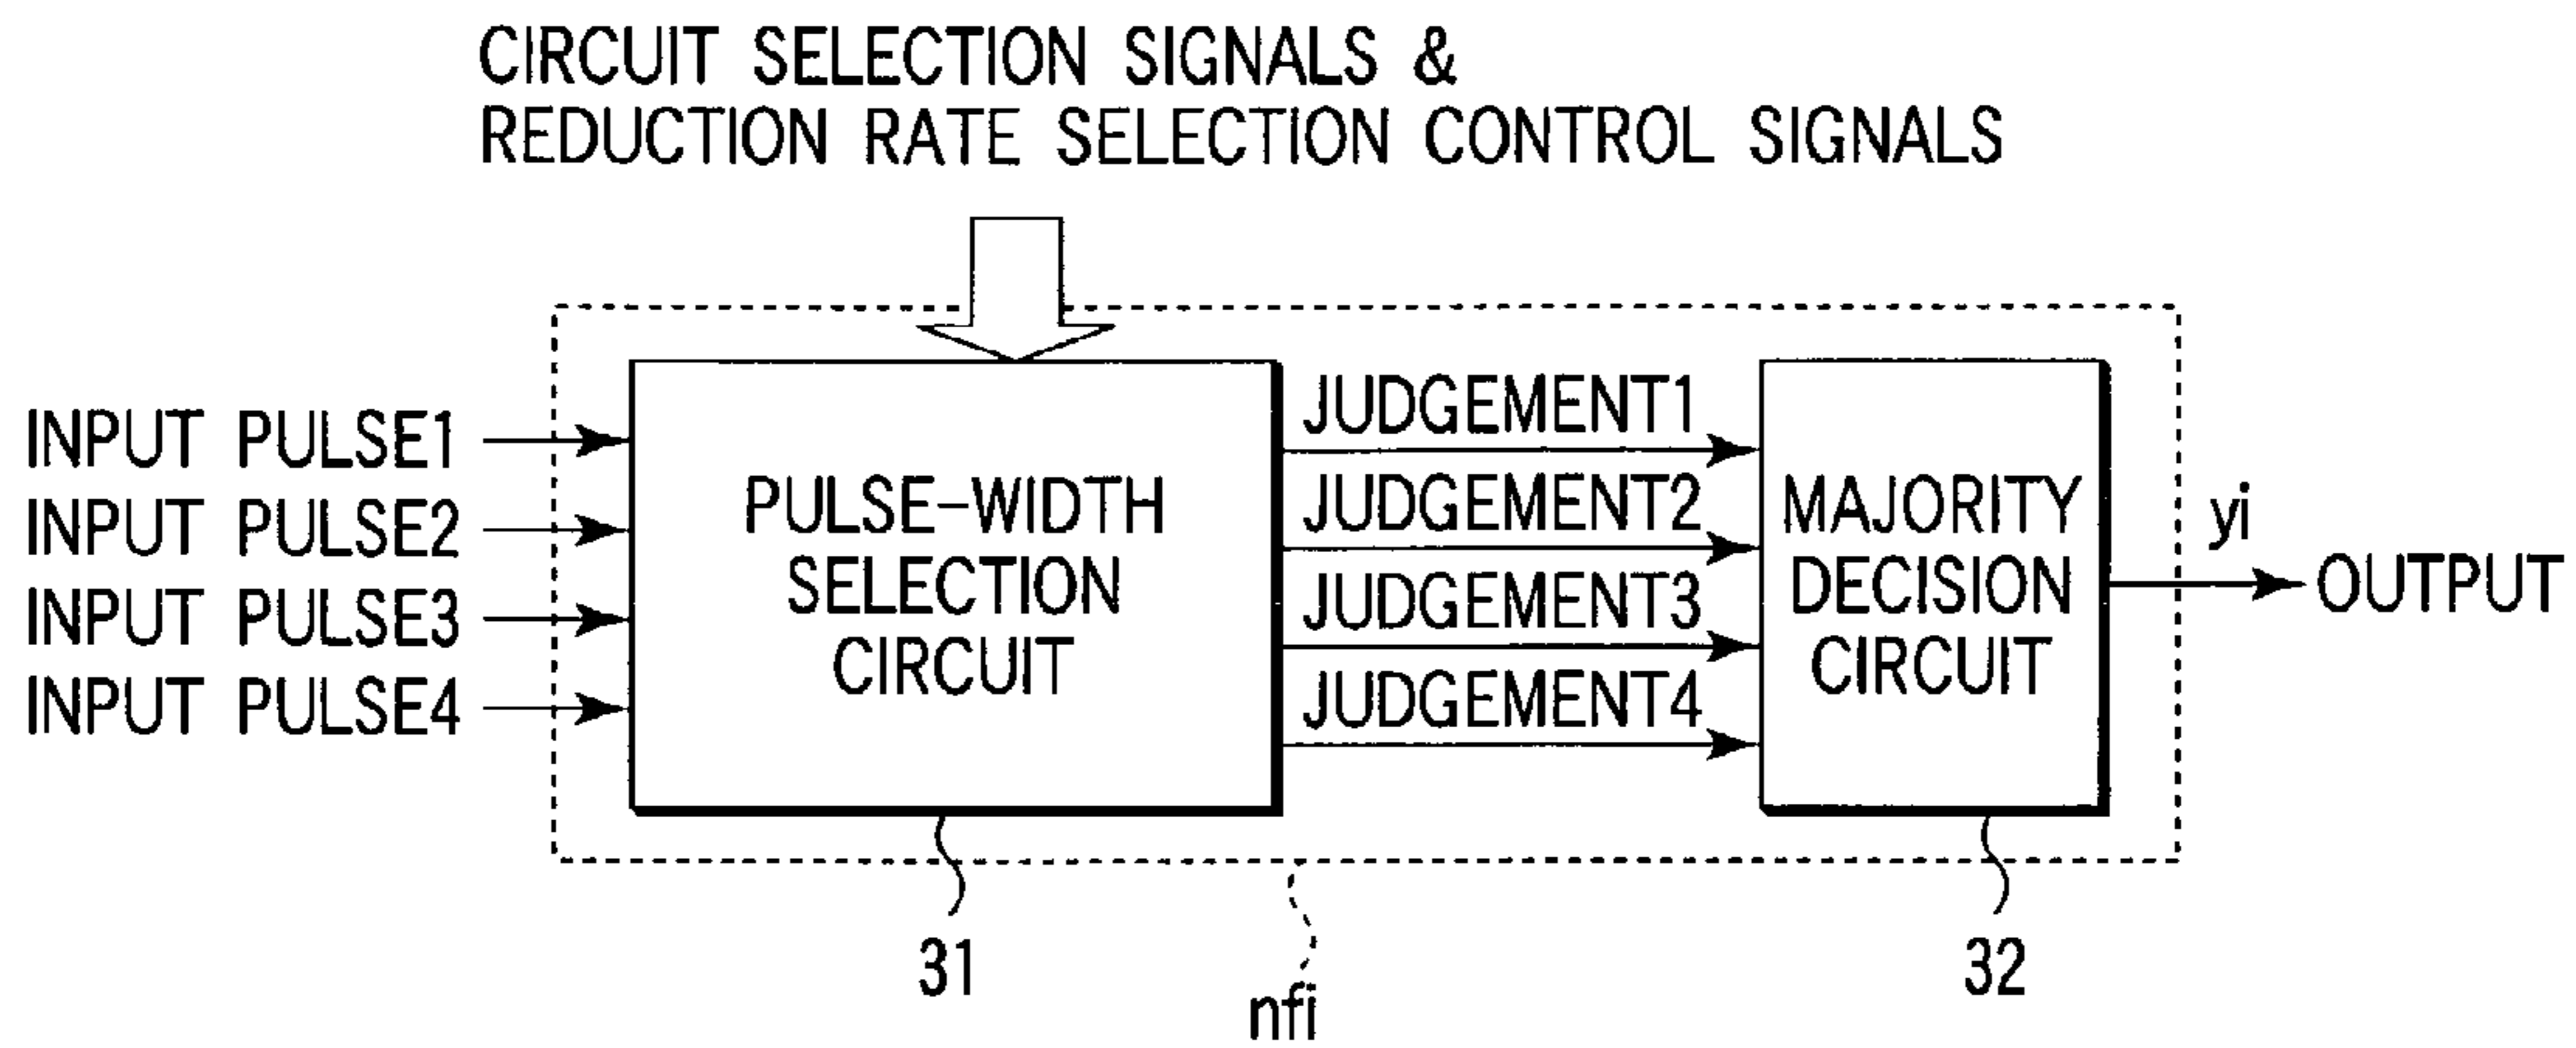 CIRCUIT SELECTION SIGNALS &
REDUCTION RATE SELECTION CONTROL SIGNALS
INPUT PULSE1
INPUT PULSE2
INPUT PULSE3
INPUT PULSE4
PULSE-WIDTH
SELECTION
CIRCUIT
JUDGEMENT1
JUDGEMENT2
JUDGEMENT3
JUDGEMENT4
MAJORITY
DECISION
CIRCUIT
yi
OUTPUT
31
nfi
32